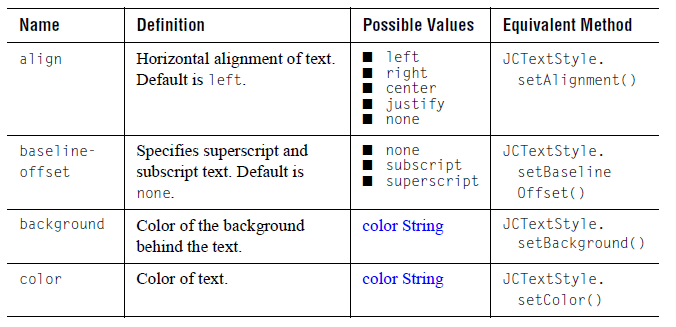 Name Definition Possible Values Equivalent Method
align Horizontal alignment of text. ■ left JCTextStyle.
Default is left. ■ right setAlignment()
■ center
■ justify
■ none
baseline- Specifies superscript and ■ none JCTextStyle.
offset subscript text. Default is ■ subscript setBaseline
none. ■ superscript Offset()
background Color of the background color String JCTextStyle.
behind the text. setBackground()
color Color of text. color String JCTextStyle.
setColor()